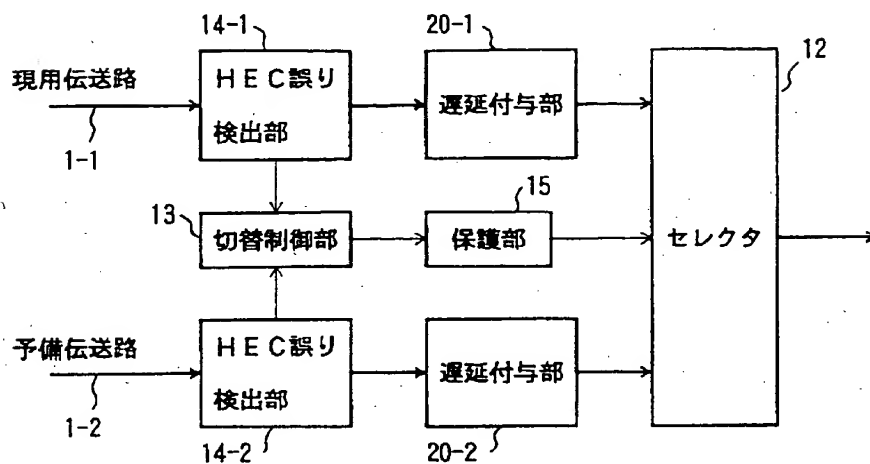 14-1
20-1
12
現用伝送路
HEC誤り
検出部
遅延付与部
1-1
15
13
切替制御部
保護部
セレクタ
予備伝送路
HEC誤り
検出部
遅延付与部
1-2
14-2
20-2